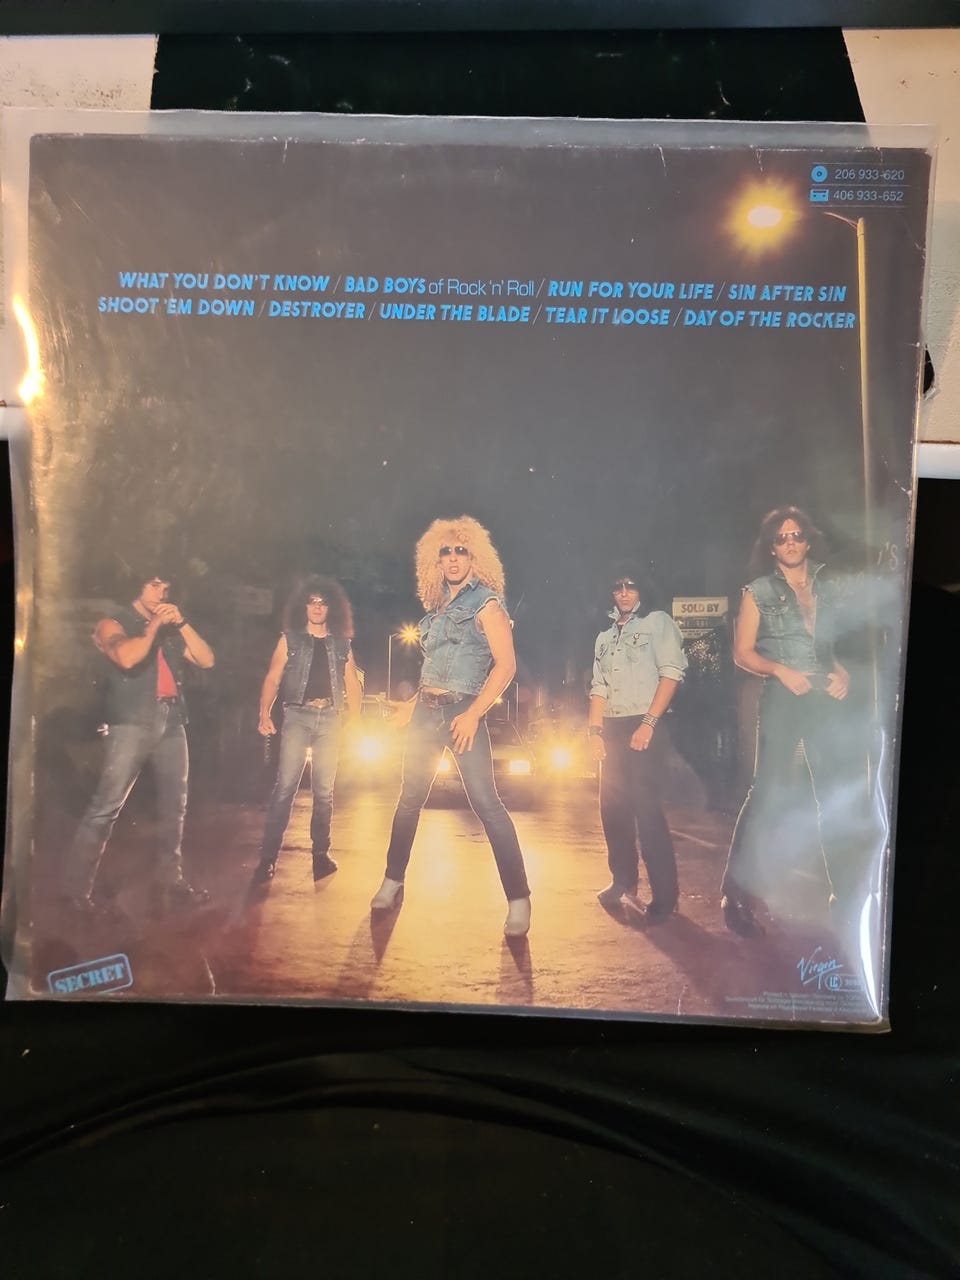 206 933-620
406 933-652
WHAT YOU DON'T KNOW / BAD BOYS of Rock 'n' Roll / RUN FOR YOUR LIFE / SIN AFTER SIN
SHOOT 'EM DOWN / DESTROYER / UNDER THE BLADE / TEAR IT LOOSE / DAY OF THE ROCKER
SOLD BY
SECRET
Virgin
LC